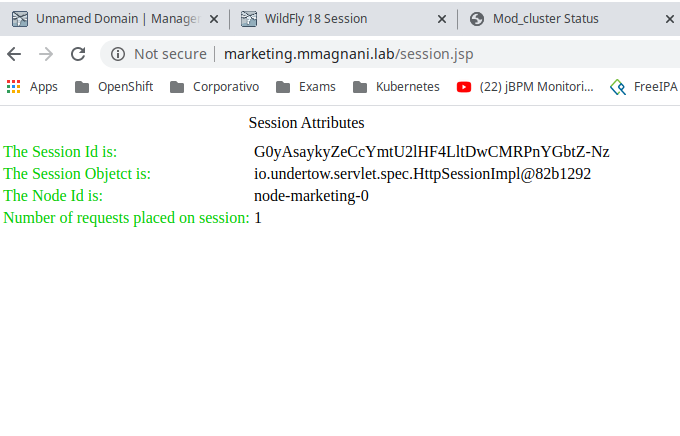 Unnamed Domain | Manage
WildFly 18 Session
Mod_cluster Status
Not secure
marketing.mmagnani.lab/session.jsp
Apps
OpenShift
Corporativo
Exams
Kubernetes
(22) jBPM Monitori...
FreeIPA
Session Attributes
The Session Id is: G0yAsaykyZeCcYmtU2lHF4LltDwCMRPnYGbtZ-Nz
The Session Objetct is: io.undertow.servlet.spec.HttpSessionImpl@82b1292
The Node Id is: node-marketing-0
Number of requests placed on session: 1